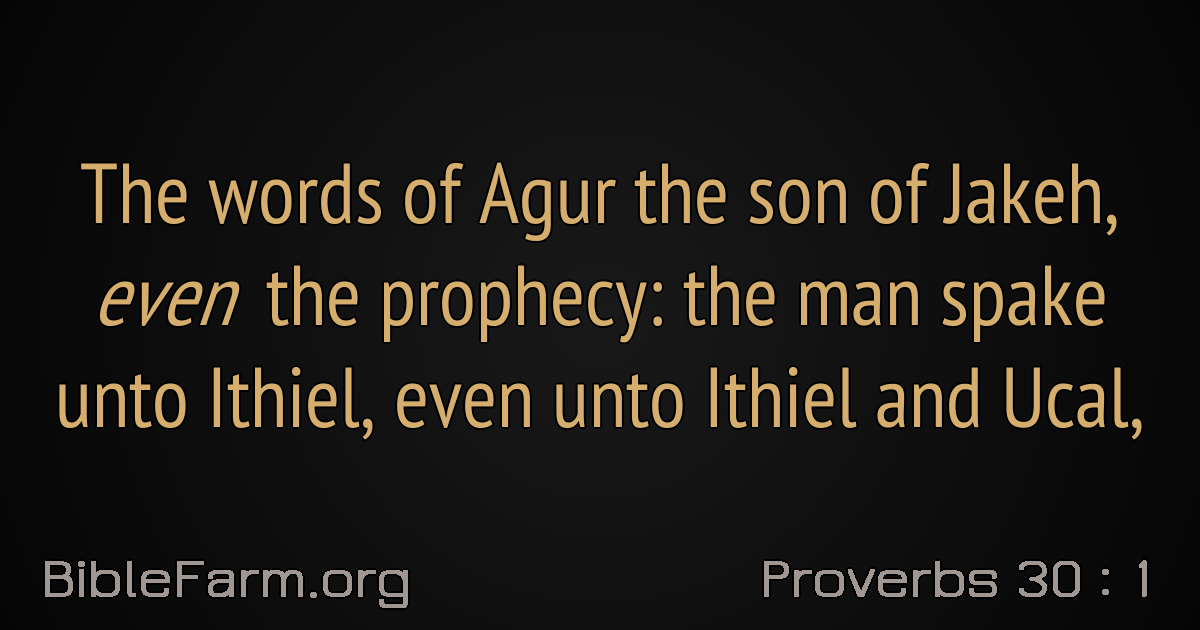 The words of Agur the son of Jakeh,
even the prophecy: the man spake
unto Ithiel, even unto Ithiel and Ucal,
BibleFarm.org
Proverbs 30 : 1